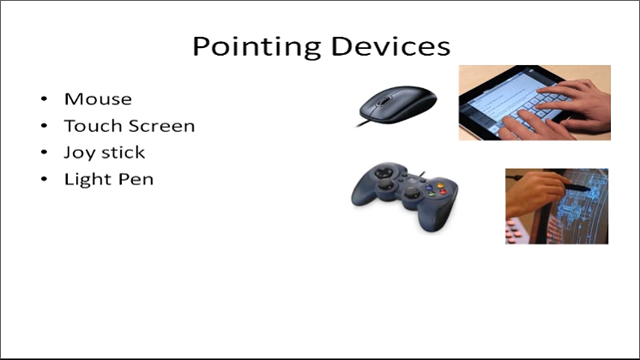 Pointing Devices
• Mouse
• Touch Screen
• Joy stick
• Light Pen